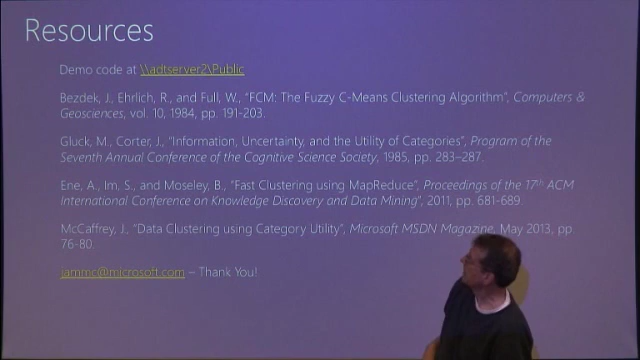 Resources
Demo code at \\adtserver2\Public
Bezdek, J., Ehrlich, R., and Full, W., "FCM: The Fuzzy C-Means Clustering Algorithm", Computers &
Geosciences, vol. 10, 1984, pp. 191-203.
Gluck, M., Corter, J., "Information, Uncertainty, and the Utility of Categories", Program of the
Seventh Annual Conference of the Cognitive Science Society, 1985, pp. 283–287.
Ene, A., Im, S., and Moseley, B., "Fast Clustering using MapReduce", Proceedings of the 17th ACM
International Conference on Knowledge Discovery and Data Mining", 2011, pp. 681-689
McCaffrey, J., "Data Clustering using Category Utility", Microsoft MSDN Magazine, May 2013, pp.
76-80.
jammc@microsoft.com – Thank You!